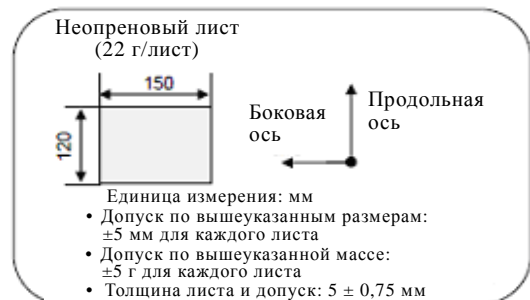 Неопреновый лист
(22 г/лист)
150
120
Боковая
ось
Продольная
ось
Единица измерения: мм
• Допуск по вышеуказанным размерам:
±5 мм для каждого листа
• Допуск по вышеуказанной массе:
±5 г для каждого листа
• Толщина листа и допуск: 5 ± 0,75 мм